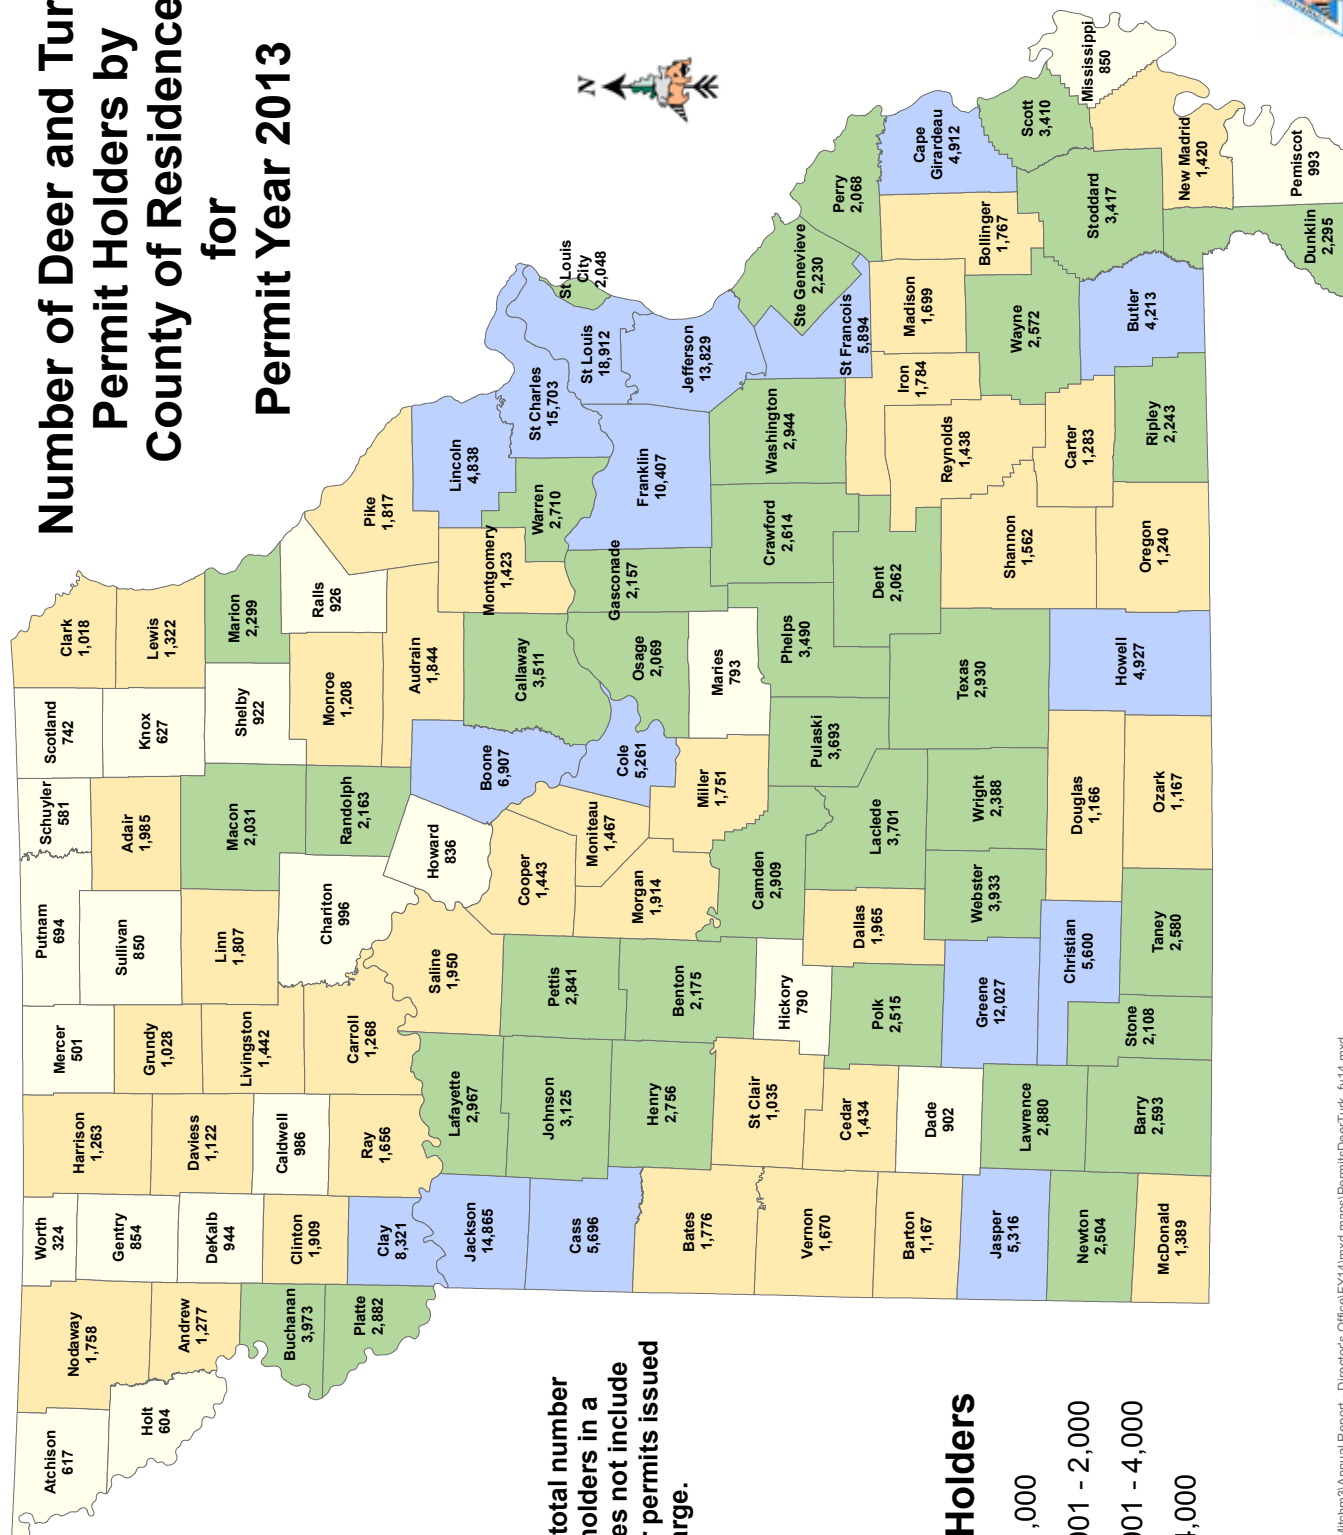 Number of Deer and Tur
Permit Holders by
County of Residence
for
Permit Year 2013
N
Atchison
617
Nodaway
1,758
Worth
324
Harrison
1,263
Mercer
501
Putnam
694
Schuyler
581
Scotland
742
Clark
1,018
Holt
604
Andrew
1,277
Gentry
854
DeKalb
944
Daviess
1,122
Grundy
1,028
Sullivan
850
Adair
1,985
Knox
627
Lewis
1,322
Buchanan
3,973
Clinton
1,909
Caldwell
986
Livingston
1,442
Linn
1,807
Macon
2,031
Shelby
922
Marion
2,299
Platte
2,882
Clay
8,321
Ray
1,656
Carroll
1,268
Chariton
996
Randolph
2,163
Monroe
1,208
Ralls
926
Pike
1,817
Jackson
14,865
Lafayette
2,967
Saline
1,950
Howard
836
Boone
6,907
Audrain
1,844
Callaway
3,511
Montgomery
1,423
Lincoln
4,838
Warren
2,710
St Charles
15,703
St Louis
18,912
St Louis
City
2,048
Cass
5,696
Johnson
3,125
Pettis
2,841
Cooper
1,443
Moniteau
1,467
Cole
5,261
Osage
2,069
Gasconade
2,157
Franklin
10,407
Jefferson
13,829
Bates
1,776
Henry
2,756
Benton
2,175
Morgan
1,914
Miller
1,751
Maries
793
Phelps
3,490
Crawford
2,614
Washington
2,944
St Francois
5,894
Ste Genevieve
2,230
Perry
2,068
Vernon
1,670
St Clair
1,035
Hickory
790
Camden
2,909
Pulaski
3,693
Dent
2,062
Iron
1,784
Madison
1,699
Bollinger
1,767
Cape
Girardeau
4,912
Barton
1,167
Cedar
1,434
Polk
2,515
Dallas
1,965
Laclede
3,701
Texas
2,930
Shannon
1,562
Reynolds
1,438
Wayne
2,572
Stoddard
3,417
Scott
3,410
Mississippi
850
Jasper
5,316
Dade
902
Greene
12,027
Webster
3,933
Wright
2,388
Carter
1,283
Butler
4,213
New Madrid
1,420
Newton
2,504
Lawrence
2,880
Christian
5,600
Douglas
1,166
Howell
4,927
Oregon
1,240
Ripley
2,243
Dunklin
2,295
Pemiscot
993
McDonald
1,389
Barry
2,593
Stone
2,108
Taney
2,580
Ozark
1,167
total number
holders in a
es not include
r permits issued
arge.
Holders
,000
001 - 2,000
001 - 4,000
4,000